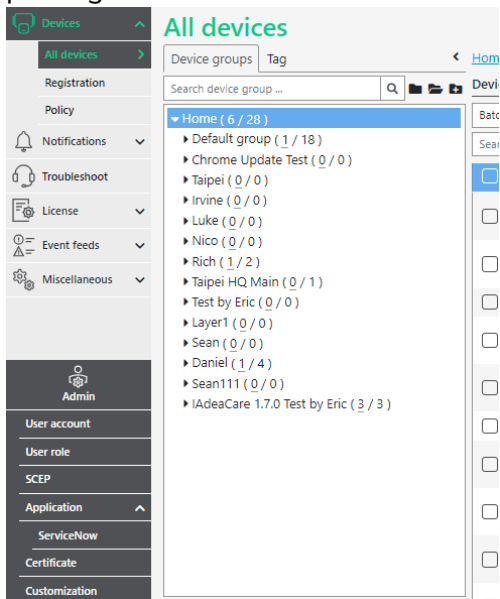 Devices
All devices
Registration
Policy
Notifications
Troubleshoot
License
Event feeds
Miscellaneous
Admin
User account
User role
SCEP
Application
ServiceNow
Certificate
Customization
All devices
Device groups Tag
Search device group ...
Home ( 6 / 28 )
Default group ( 1 / 18 )
Chrome Update Test ( 0 / 0 )
Taipei ( 0 / 0 )
Irvine ( 0 / 0 )
Luke ( 0 / 0 )
Nico ( 0 / 0 )
Rich ( 1 / 2 )
Taipei HQ Main ( 0 / 1 )
Test by Eric ( 0 / 0 )
Layer1 ( 0 / 0 )
Sean ( 0 / 0 )
Daniel ( 1 / 4 )
Sean111 ( 0 / 0 )
IAdeaCare 1.7.0 Test by Eric ( 3 / 3 )
Hom
Devi
Batc
Sear